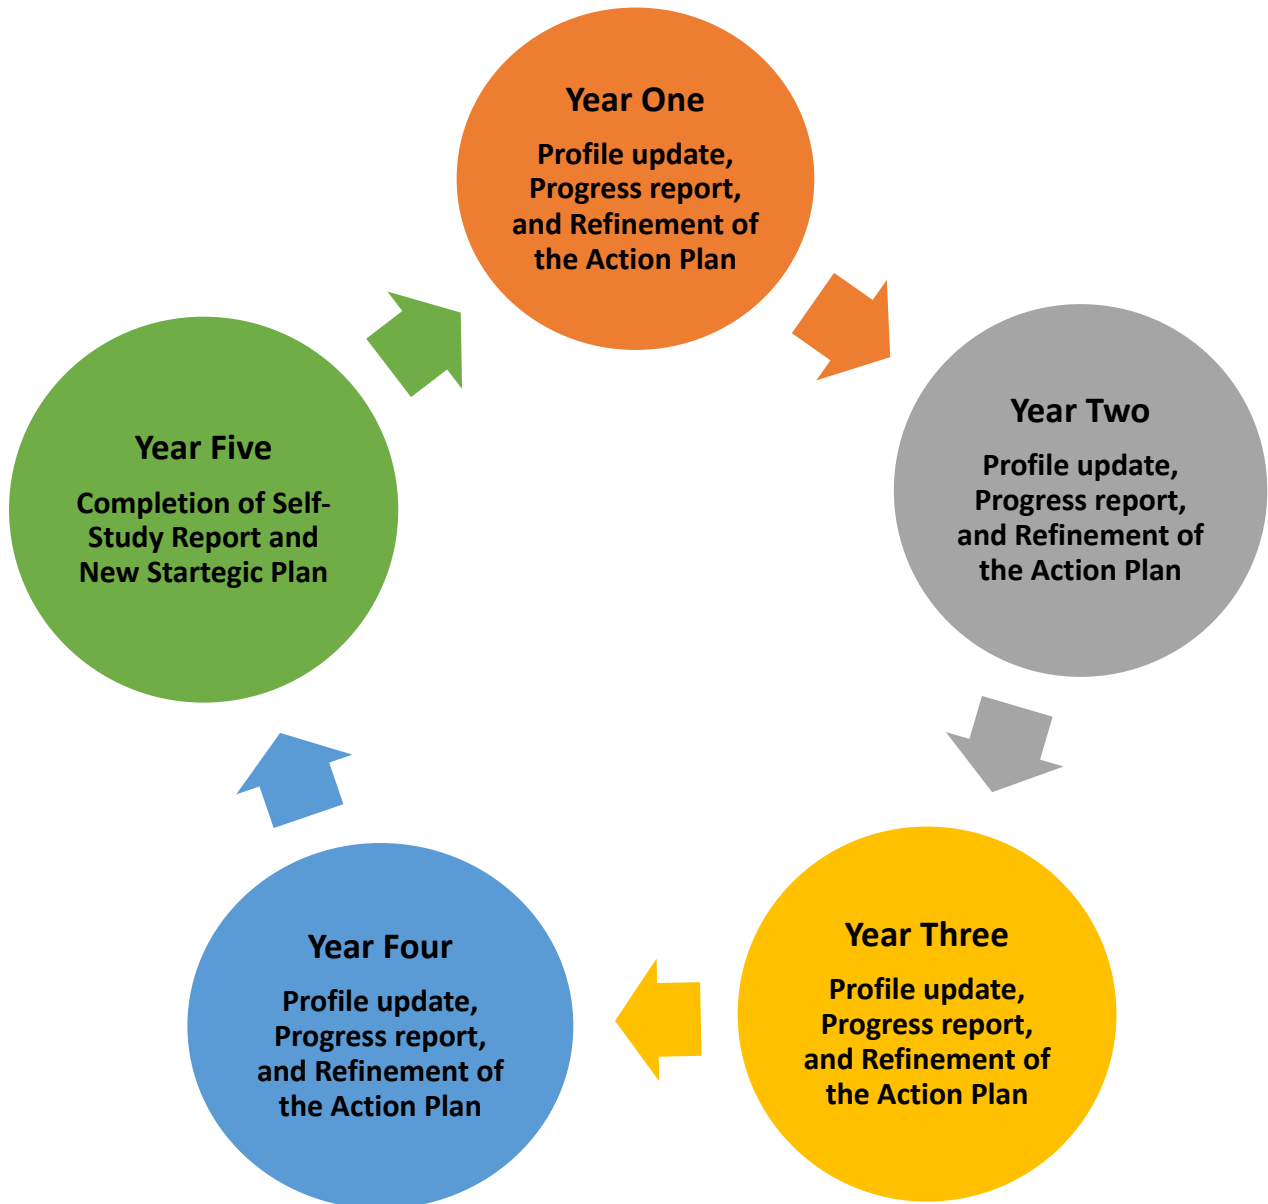 Year One
Profile update,
Progress report,
and Refinement of
the Action Plan
Year Two
Profile update,
Progress report,
and Refinement of
the Action Plan
Year Three
Profile update,
Progress report,
and Refinement of
the Action Plan
Year Four
Profile update,
Progress report,
and Refinement of
the Action Plan
Year Five
Completion of Self-
Study Report and
New Startegic Plan